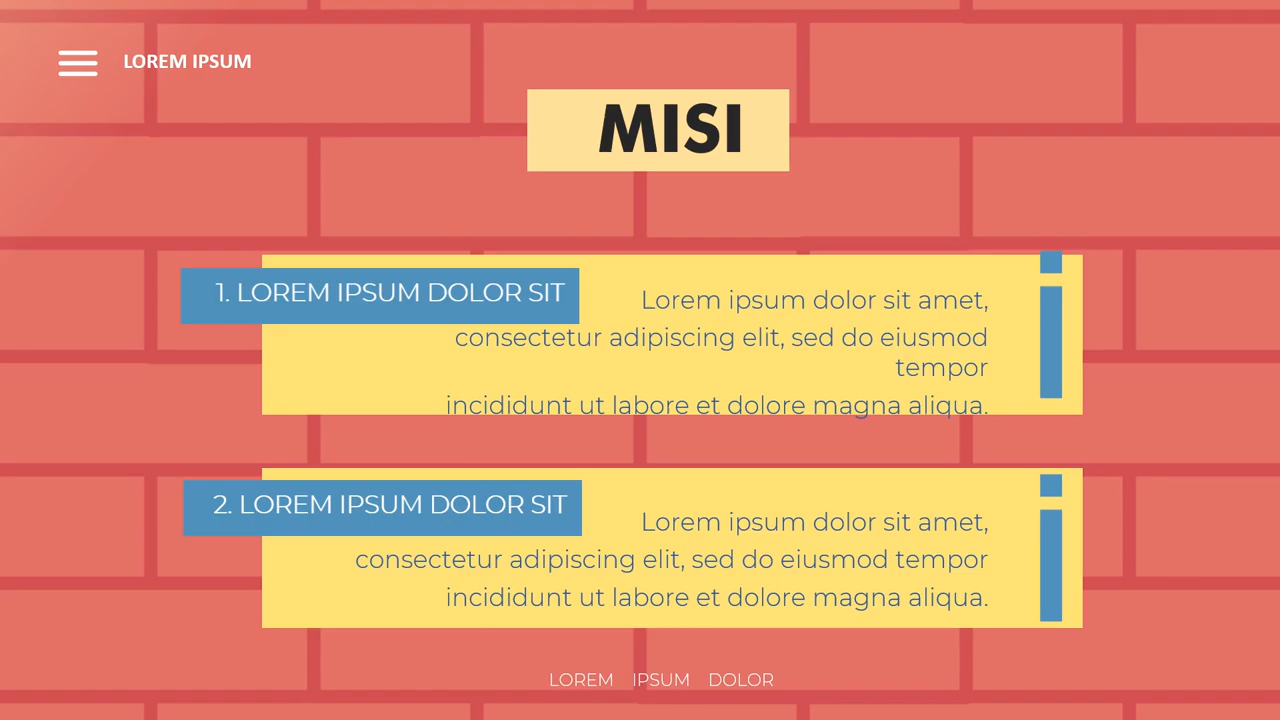 LOREM IPSUM
MISI
1. LOREM IPSUM DOLOR SIT
Lorem ipsum dolor sit amet,
consectetur adipiscing elit, sed do eiusmod
tempor
incididunt ut labore et dolore magna aliqua.
2. LOREM IPSUM DOLOR SIT
Lorem ipsum dolor sit amet,
consectetur adipiscing elit, sed do eiusmod tempor
incididunt ut labore et dolore magna aliqua.
LOREM IPSUM DOLOR